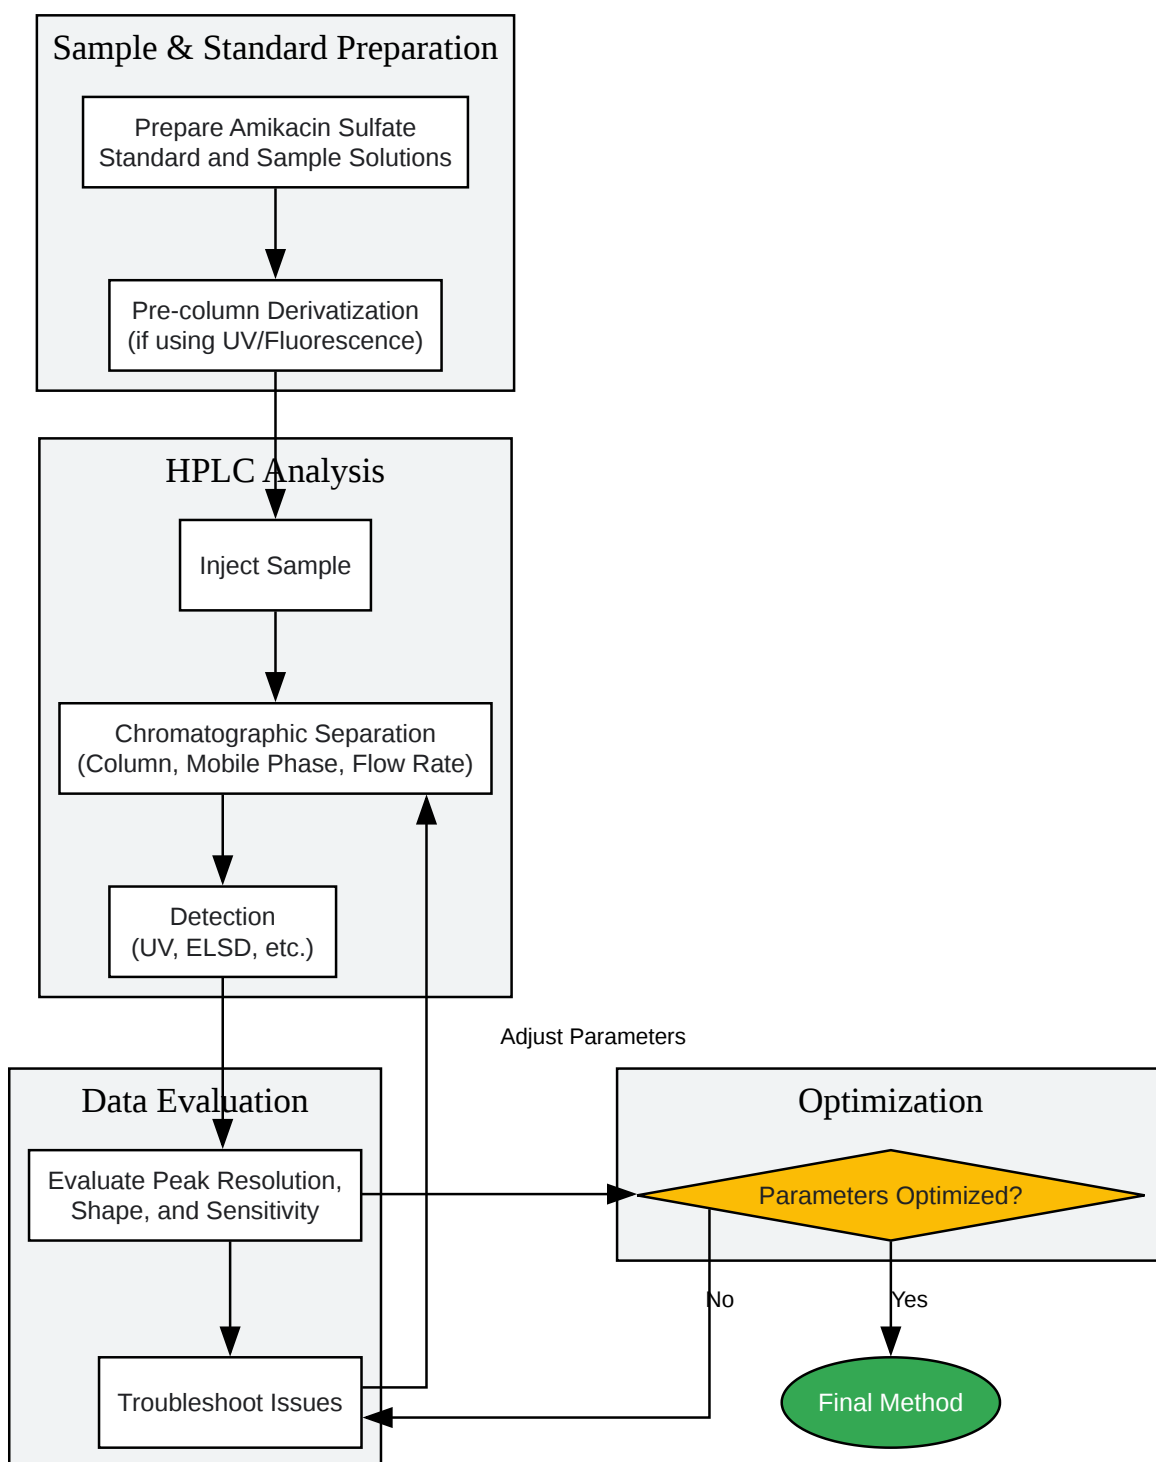 Sample & Standard Preparation
Prepare Amikacin Sulfate
Standard and Sample Solutions
Pre-column Derivatization
(if using UV/Fluorescence)
HPLC Analysis
Inject Sample
Chromatographic Separation
(Column, Mobile Phase, Flow Rate)
Detection
(UV, ELSD, etc.)
Adjust Parameters
Data Evaluation
Evaluate Peak Resolution,
Shape, and Sensitivity
Troubleshoot Issues
Optimization
Parameters Optimized?
No
Yes
Final Method